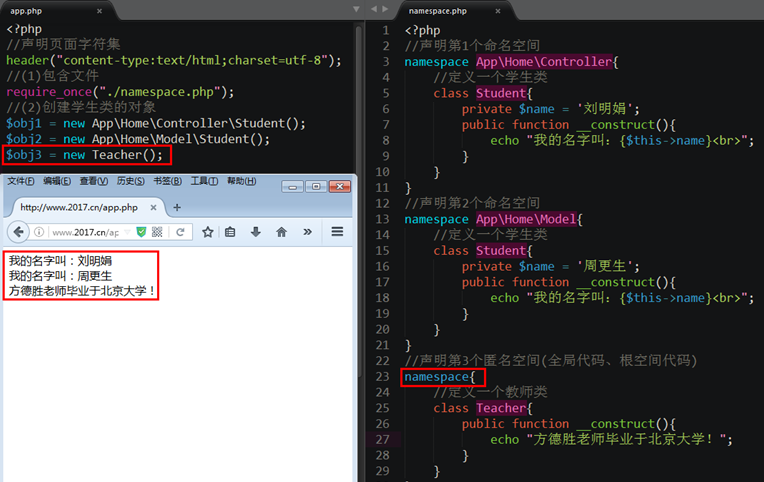 app.php
<?php
//声明页面字符集
header("content-type:text/html;charset=utf-8");
//(1)包含文件
require_once("./namespace.php");
//(2)创建学生类的对象
$obj1 = new App\Home\Controller\Student();
$obj2 = new App\Home\Model\Student();
$obj3 = new Teacher();
文件(F) 编辑(E) 查看(V) 历史(S) 书签(B) 工具(T) 帮助(H)
http://www.2017.cn/app.php
www.2017.cn/ap
我的名字叫：刘明娟
我的名字叫：周更生
方德胜老师毕业于北京大学！
namespace.php
1 <?php
2 //声明第1个命名空间
3 namespace App\Home\Controller{
4 //定义一个学生类
5 class Student{
6 private $name = '刘明娟';
7 public function __construct(){
8 echo "我的名字叫：{$this->name}<br>";
9 }
10 }
11 }
12 //声明第2个命名空间
13 namespace App\Home\Model{
14 //定义一个学生类
15 class Student{
16 private $name = '周更生';
17 public function __construct(){
18 echo "我的名字叫：{$this->name}<br>";
19 }
20 }
21 }
22 //声明第3个匿名空间(全局代码、根空间代码)
23 namespace{
24 //定义一个教师类
25 class Teacher{
26 public function __construct(){
27 echo "方德胜老师毕业于北京大学！";
28 }
29 }